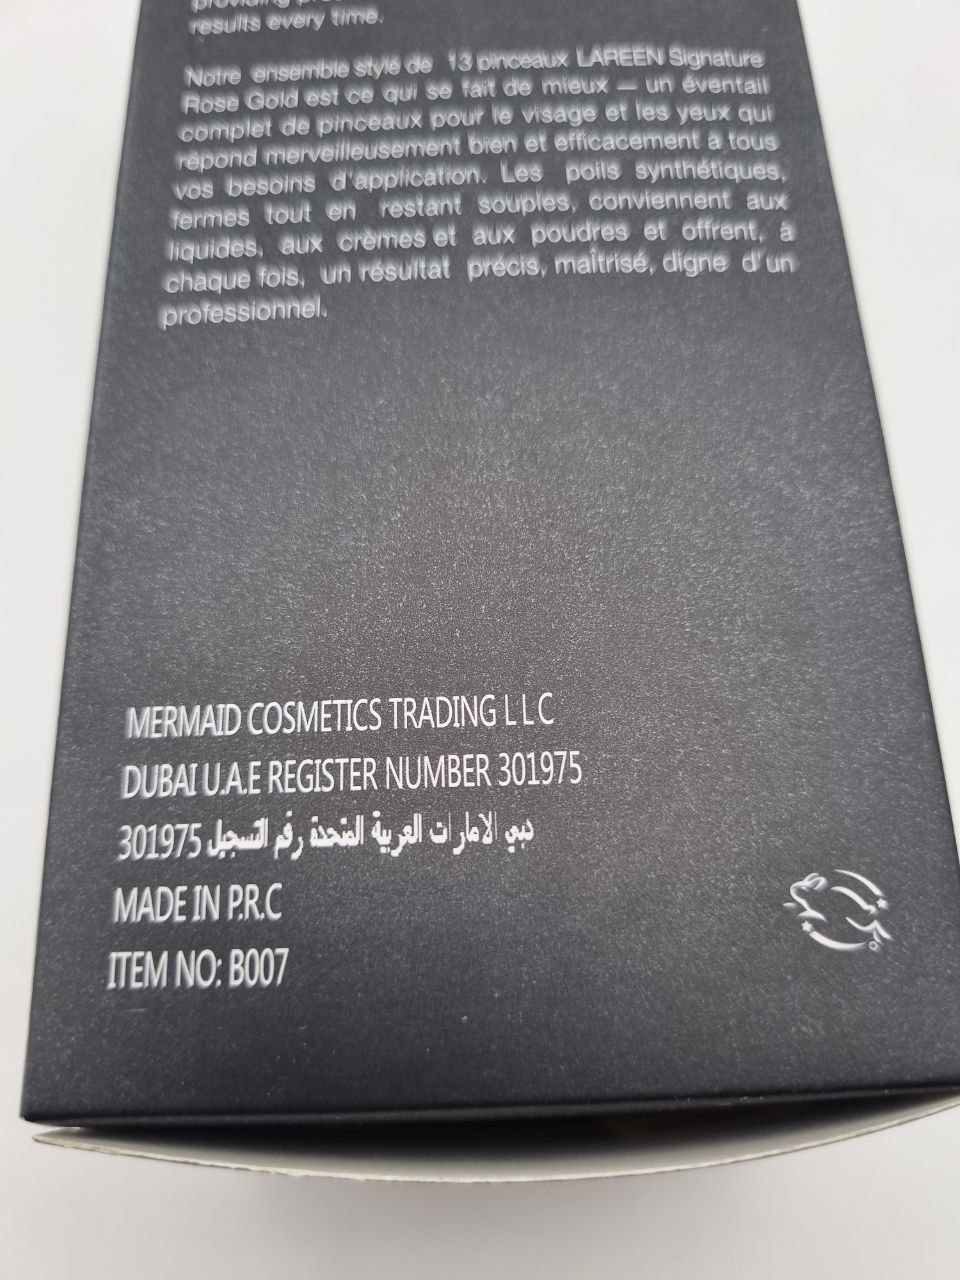 providing
results every time.
Notre ensemble stylé de 13 pinceaux LAREEN Signature
Rose Gold est ce qui se fait de mieux — un éventail
complet de pinceaux pour le visage et les yeux qui
répond merveilleusement bien et efficacement à tous
vos besoins d'application. Les poils synthétiques,
fermes tout en restant souples, conviennent aux
liquides, aux crèmes et aux poudres et offrent, à
chaque fois, un résultat précis, maîtrisé, digne d'un
professionnel.
MERMAID COSMETICS TRADING L L C
DUBAI U.A.E REGISTER NUMBER 301975
دبي الامارات العربية المتحدة رقم التسجيل 301975
MADE IN P.R.C
ITEM NO: B007